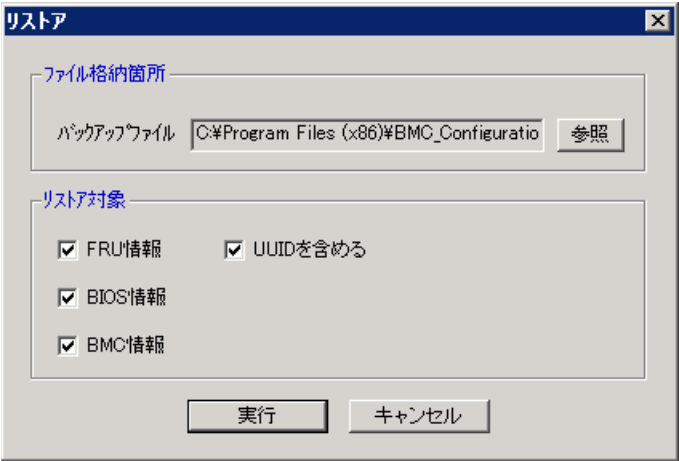 リストア
ファイル格納箇所
バックアップファイル C:¥Program Files (x86)¥BMC_Configuratio 参照
リストア対象
FRU情報 UUIDを含める
BIOS情報
BMC情報
実行 キャンセル